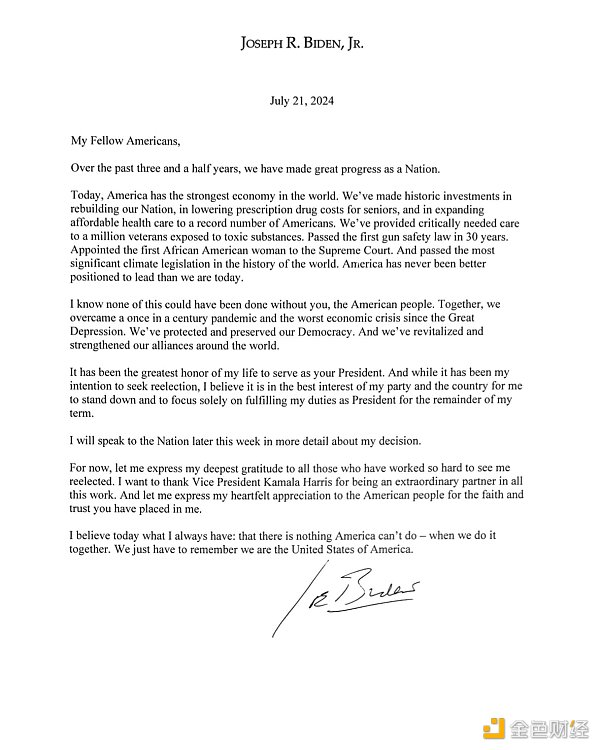 JOSEPH R. BIDEN, JR.
July 21, 2024
My Fellow Americans,
Over the past three and a half years, we have made great progress as a Nation.
Today, America has the strongest economy in the world. We've made historic investments in
rebuilding our Nation, in lowering prescription drug costs for seniors, and in expanding
affordable health care to a record number of Americans. We've provided critically needed care
to a million veterans exposed to toxic substances. Passed the first gun safety law in 30 years.
Appointed the first African American woman to the Supreme Court. And passed the most
significant climate legislation in the history of the world. America has never been better
positioned to lead than we are today.
I know none of this could have been done without you, the American people. Together, we
overcame a once in a century pandemic and the worst economic crisis since the Great
Depression. We've protected and preserved our Democracy. And we've revitalized and
strengthened our alliances around the world.
It has been the greatest honor of my life to serve as your President. And while it has been my
intention to seek reelection, I believe it is in the best interest of my party and the country for me
to stand down and to focus solely on fulfilling my duties as President for the remainder of my
term.
I will speak to the Nation later this week in more detail about my decision.
For now, let me express my deepest gratitude to all those who have worked so hard to see me
reelected. I want to thank Vice President Kamala Harris for being an extraordinary partner in all
this work. And let me express my heartfelt appreciation to the American people for the faith and
trust you have placed in me.
I believe today what I always have: that there is nothing America can't do – when we do it
together. We just have to remember we are the United States of America.
Joe Biden
金色财经